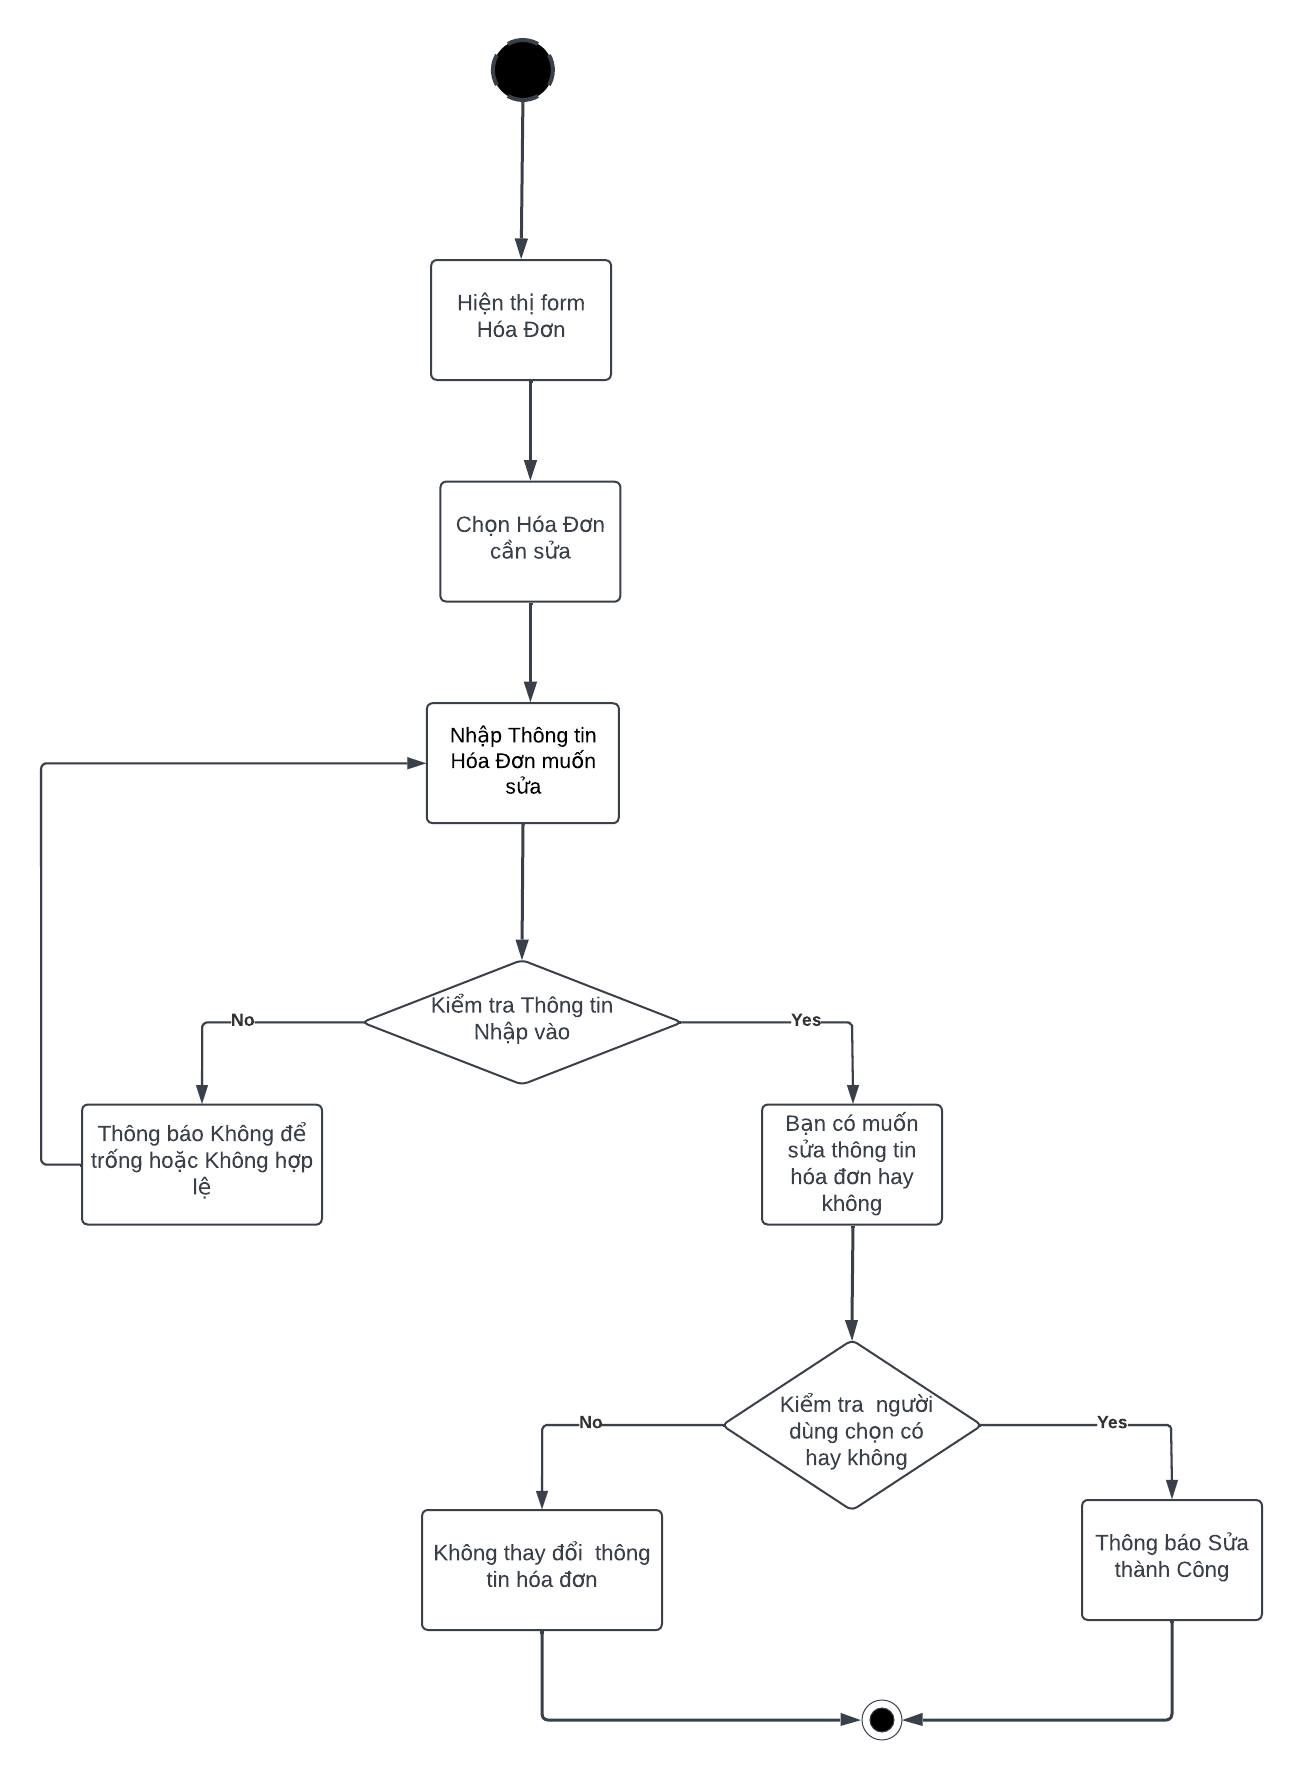 Hiện thị form
Hóa Đơn
Chọn Hóa Đơn
cần sửa
Nhập Thông tin
Hóa Đơn muốn
sửa
Kiểm tra Thông tin
Nhập vào
No
Yes
Thông báo Không để
trống hoặc Không hợp
lệ
Bạn có muốn
sửa thông tin
hóa đơn hay
không
Kiểm tra  người
dùng chọn có
hay không
No
Yes
Không thay đổi  thông
tin hóa đơn
Thông báo Sửa
thành Công